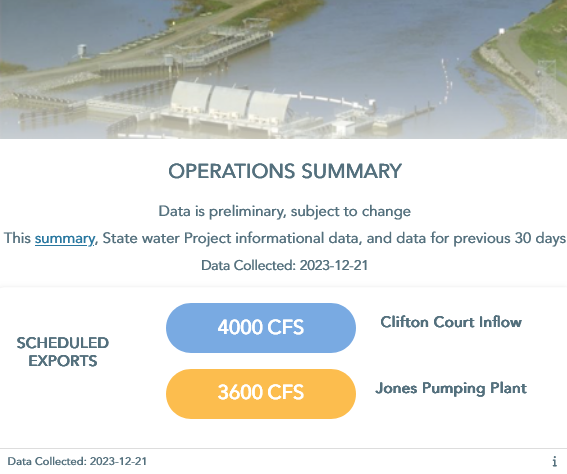 OPERATIONS SUMMARY
Data is preliminary, subject to change
This summary, State water Project informational data, and data for previous 30 days
Data Collected: 2023-12-21
SCHEDULED
EXPORTS
4000 CFS
Clifton Court Inflow
3600 CFS
Jones Pumping Plant
Data Collected: 2023-12-21
i